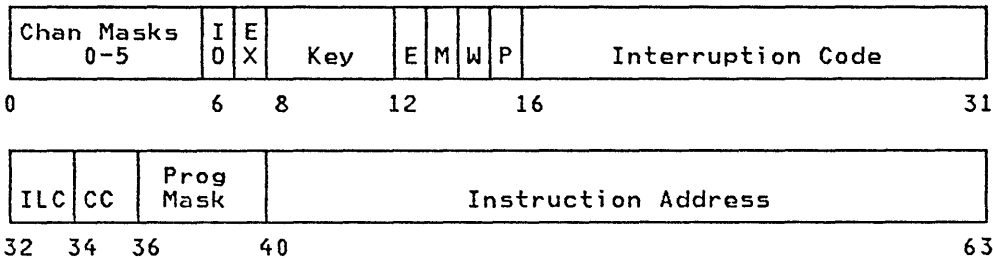 Chan Masks I E
0-5 O X Key E M W P Interruption Code
0 6 8 12 16 31
Prog
ILC CC Mask Instruction Address
32 34 36 40 63